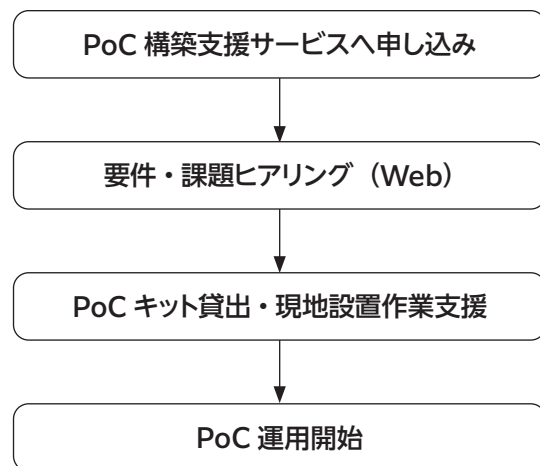 PoC 構築支援サービスへ申し込み
要件・課題ヒアリング（Web）
PoC キット貸出・現地設置作業支援
PoC 運用開始